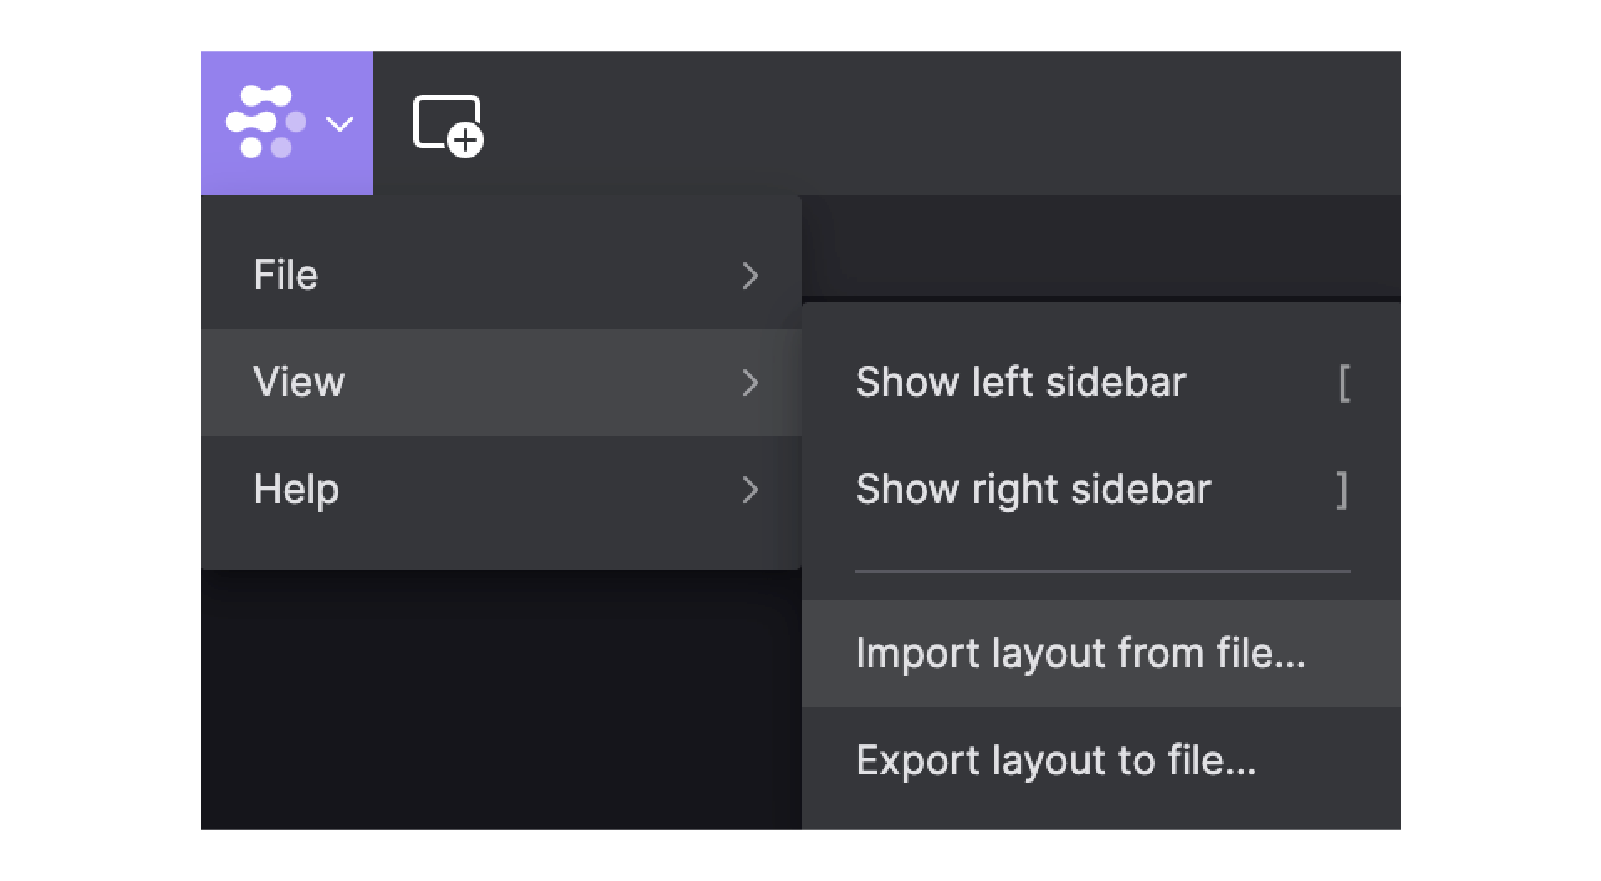 File
View
Help
Show left sidebar [
Show right sidebar ]
Import layout from file...
Export layout to file...